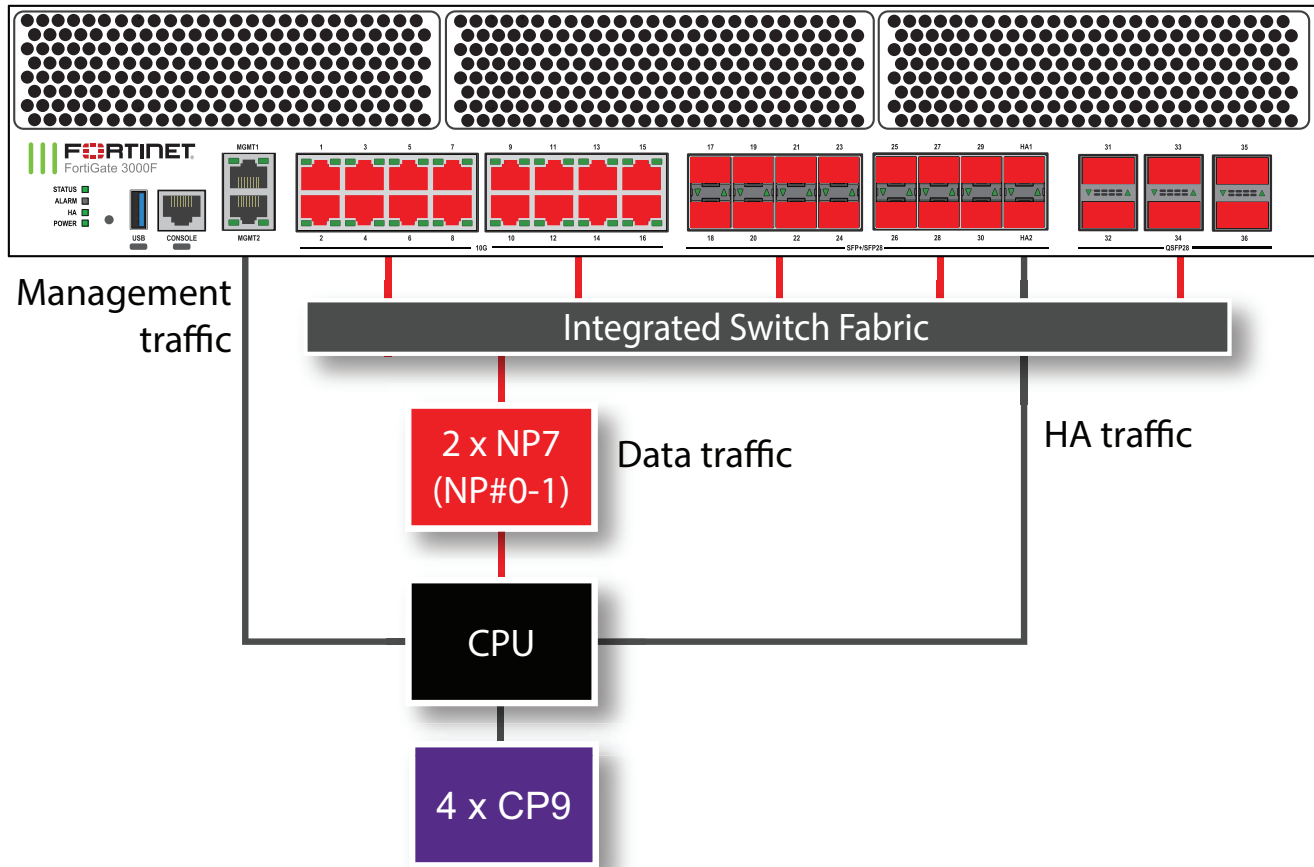 FORTINET
FortiGate 3000F
STATUS
ALARM
HA
POWER
USB
CONSOLE
MGMT1
MGMT2
1 3 5 7
2 4 6 8
9 11 13 15
10 12 14 16
10G
17 19 21 23
18 20 22 24
25 27 29 HA1
26 28 30 HA2
SFP+/SFP28
31 33 35
32 34 36
QSFP28
Management
traffic
Integrated Switch Fabric
2 x NP7
(NP#0-1)
Data traffic
HA traffic
CPU
4 x CP9